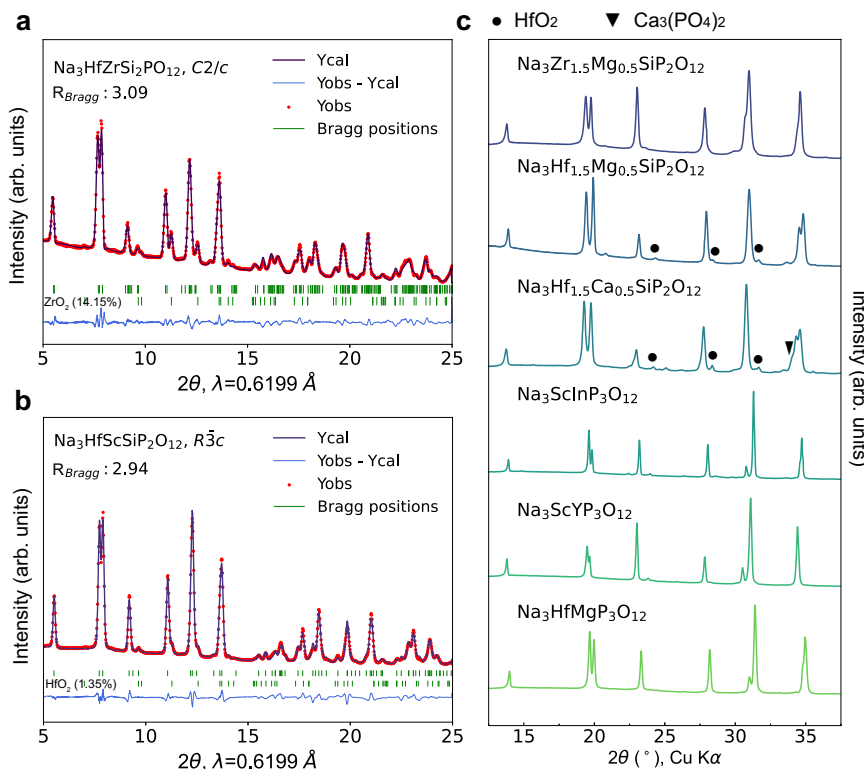 a
Na₃HfZrSi₂PO₁₂, C2/c
R_Bragg : 3.09
Ycal
Yobs - Ycal
Yobs
Bragg positions
Intensity (arb. units)
ZrO₂ (14.15%)
5 10 15 20 25
2θ, λ=0.6199 Å
b
Na₃HfScSiP₂O₁₂, R3̅c
R_Bragg : 2.94
Ycal
Yobs - Ycal
Yobs
Bragg positions
Intensity (arb. units)
HfO₂ (1.35%)
5 10 15 20 25
2θ, λ=0.6199 Å
c
● HfO₂ ▼ Ca₃(PO₄)₂
Na₃Zr₁.₅Mg₀.₅SiP₂O₁₂
Na₃Hf₁.₅Mg₀.₅SiP₂O₁₂
Na₃Hf₁.₅Ca₀.₅SiP₂O₁₂
Na₃ScInP₃O₁₂
Na₃ScYP₃O₁₂
Na₃HfMgP₃O₁₂
Intensity (arb. units)
15 20 25 30 35
2θ (°), Cu Kα